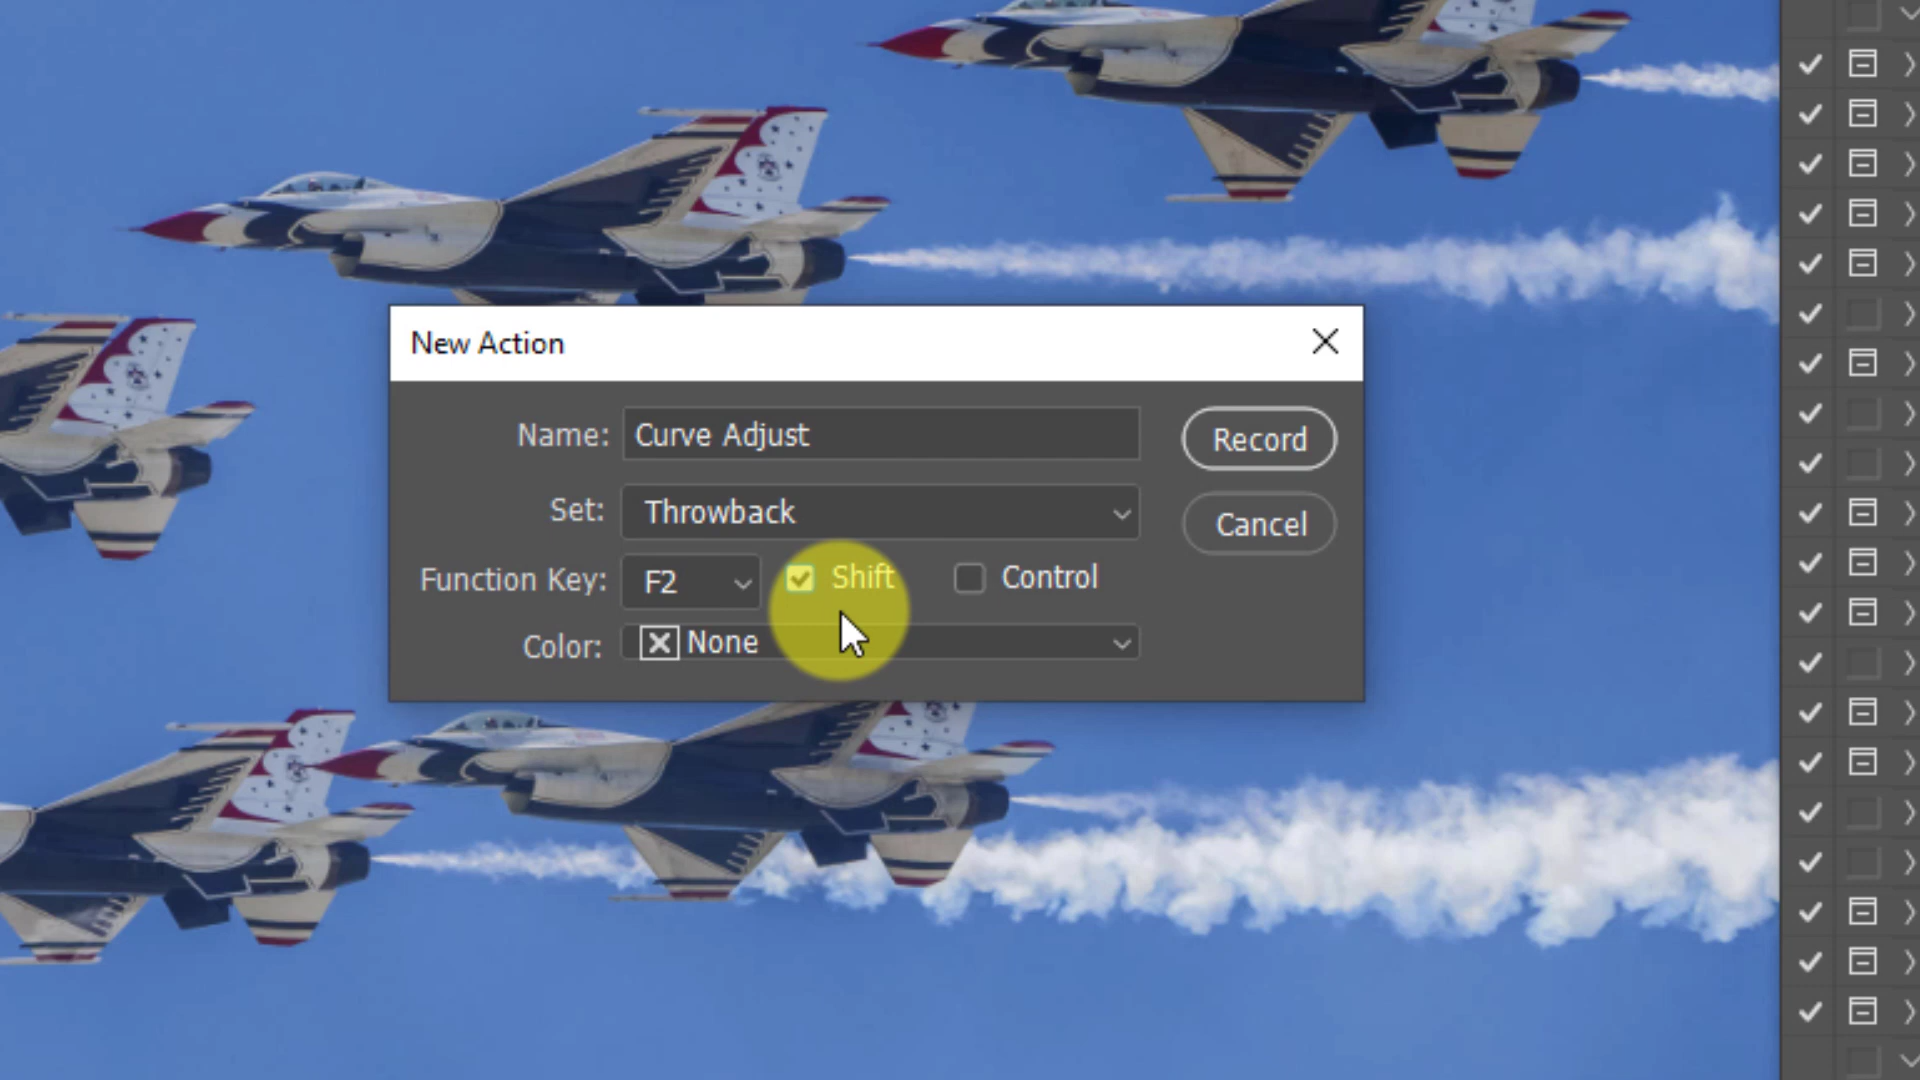 New Action
Name: Curve Adjust
Record
Set: Throwback
Cancel
Function Key: F2 Shift Control
Color: None